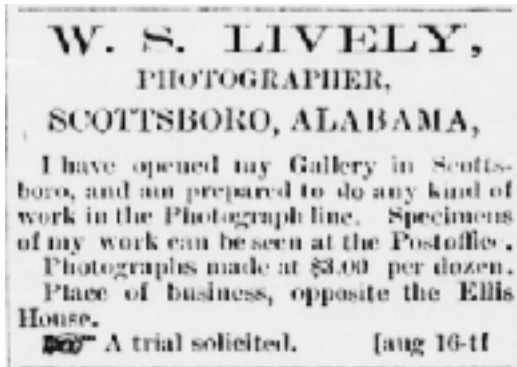 W. S. LIVELY,
PHOTOGRAPHER,
SCOTTSBORO, ALABAMA,
I have opened my Gallery in Scotts-
boro, and am prepared to do any kind of
work in the Photograph line. Specimens
of my work can be seen at the Postoffice.
Photographs made at $3.00 per dozen.
Place of business, opposite the Ellis
House.
☞ A trial solicited. [aug 16-tf